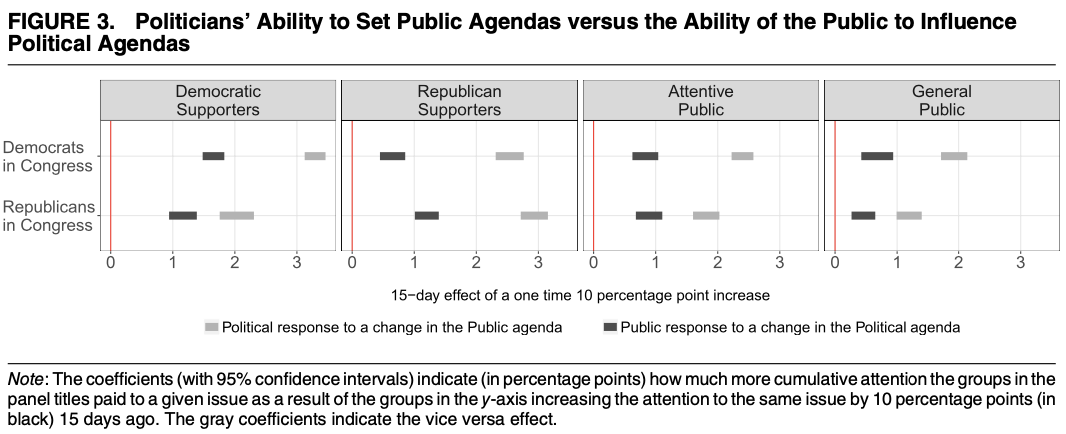 FIGURE 3. Politicians’ Ability to Set Public Agendas versus the Ability of the Public to Influence
Political Agendas
Democratic
Supporters
Republican
Supporters
Attentive
Public
General
Public
Democrats
in Congress
Republicans
in Congress
0 1 2 3 0 1 2 3 0 1 2 3 0 1 2 3
15−day effect of a one time 10 percentage point increase
Political response to a change in the Public agenda Public response to a change in the Political agenda
Note: The coefficients (with 95% confidence intervals) indicate (in percentage points) how much more cumulative attention the groups in the
panel titles paid to a given issue as a result of the groups in the y-axis increasing the attention to the same issue by 10 percentage points (in
black) 15 days ago. The gray coefficients indicate the vice versa effect.